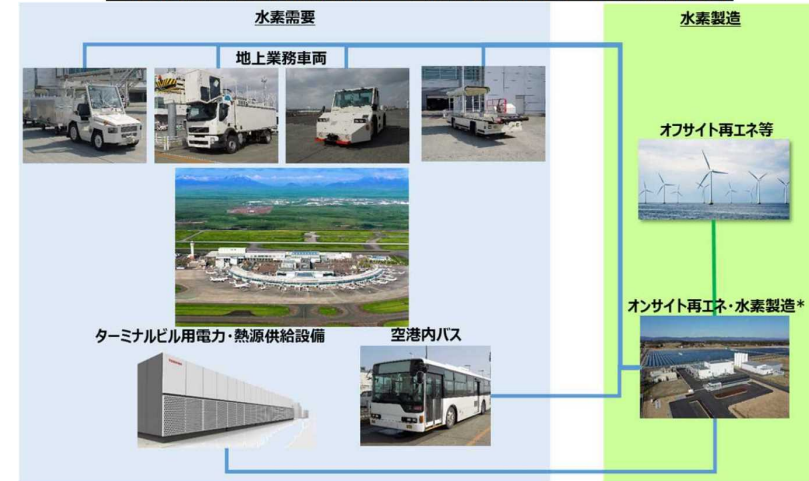 水素需要
水素製造
地上業務車両
オフサイト再エネ等
オンサイト再エネ・水素製造*
ターミナルビル用電力・熱源供給設備
空港内バス